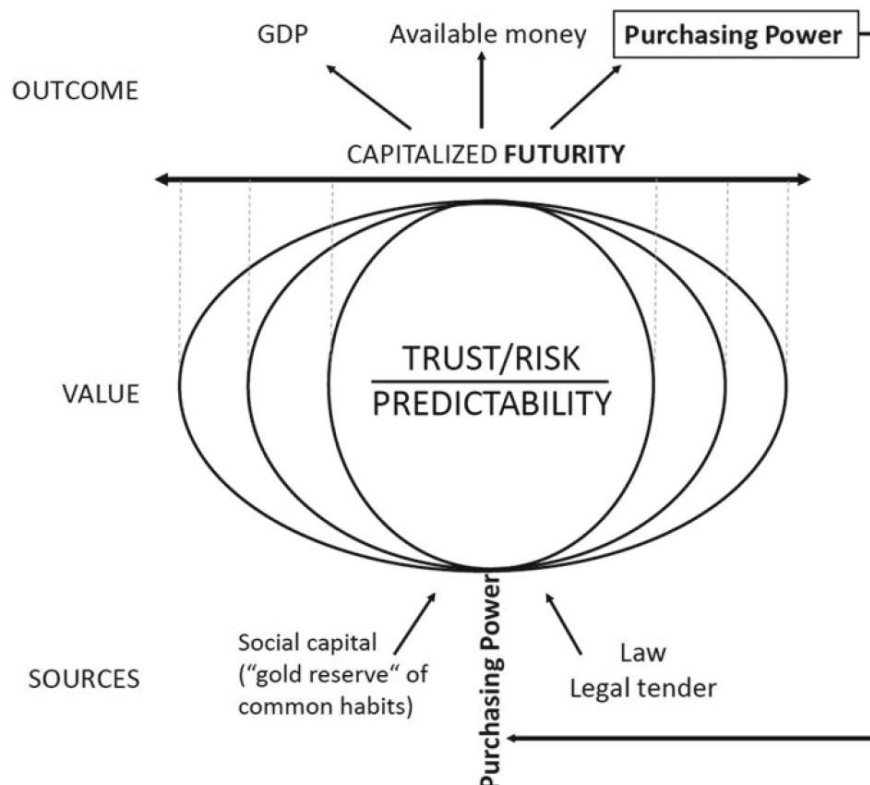 GDP
Available money
Purchasing Power
OUTCOME
CAPITALIZED FUTURITY
TRUST/RISK
VALUE
PREDICTABILITY
Purchasing Power
Social capital
("gold reserve“ of
common habits)
Law
Legal tender
SOURCES